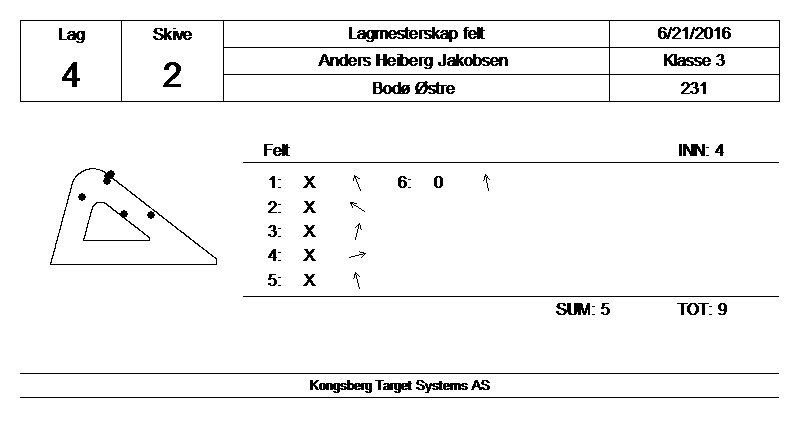 Lag Skive Lagmesterskap felt 6/21/2016
4 2 Anders Heiberg Jakobsen Klasse 3
Bodø Østre 231
Felt INN: 4
1: X 6: 0
2: X
3: X
4: X
5: X
SUM: 5 TOT: 9
Kongsberg Target Systems AS